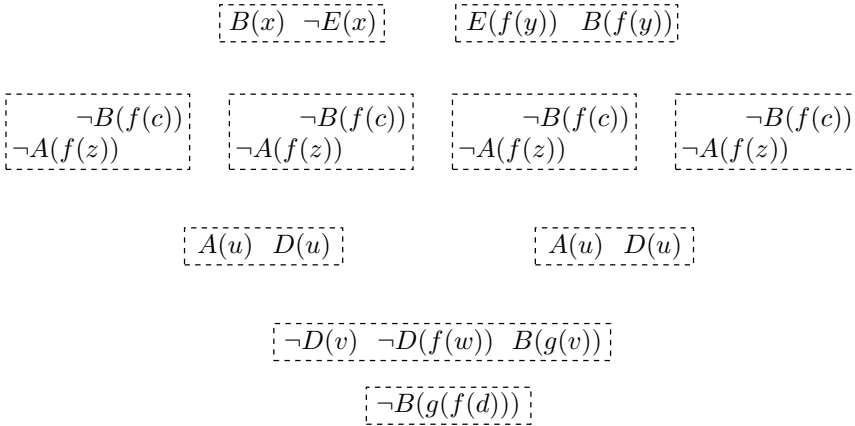 B(x) ¬E(x) E(f(y)) B(f(y))
¬B(f(c)) ¬B(f(c)) ¬B(f(c)) ¬B(f(c))
¬A(f(z)) ¬A(f(z)) ¬A(f(z)) ¬A(f(z))
A(u) D(u) A(u) D(u)
¬D(v) ¬D(f(w)) B(g(v))
¬B(g(f(d)))